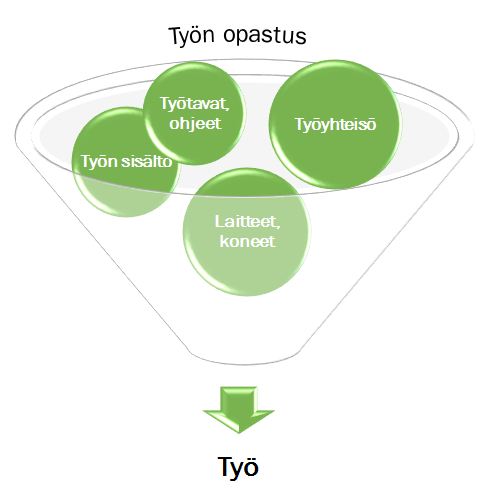 Työn opastus
Työtavat,
ohjeet
Työyhteisö
Työn sisältö
Laitteet,
koneet
Työ